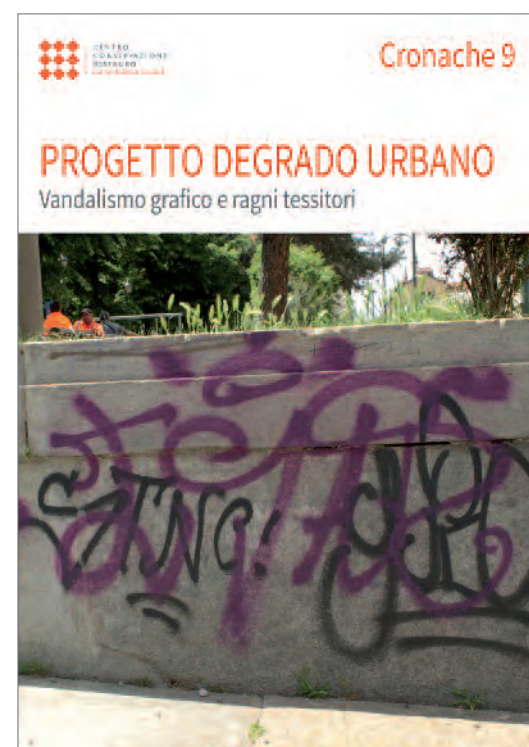 CENTRO
CONSERVAZIONE
RESTAURO
Cronache 9
PROGETTO DEGRADO URBANO
Vandalismo grafico e ragni tessitori